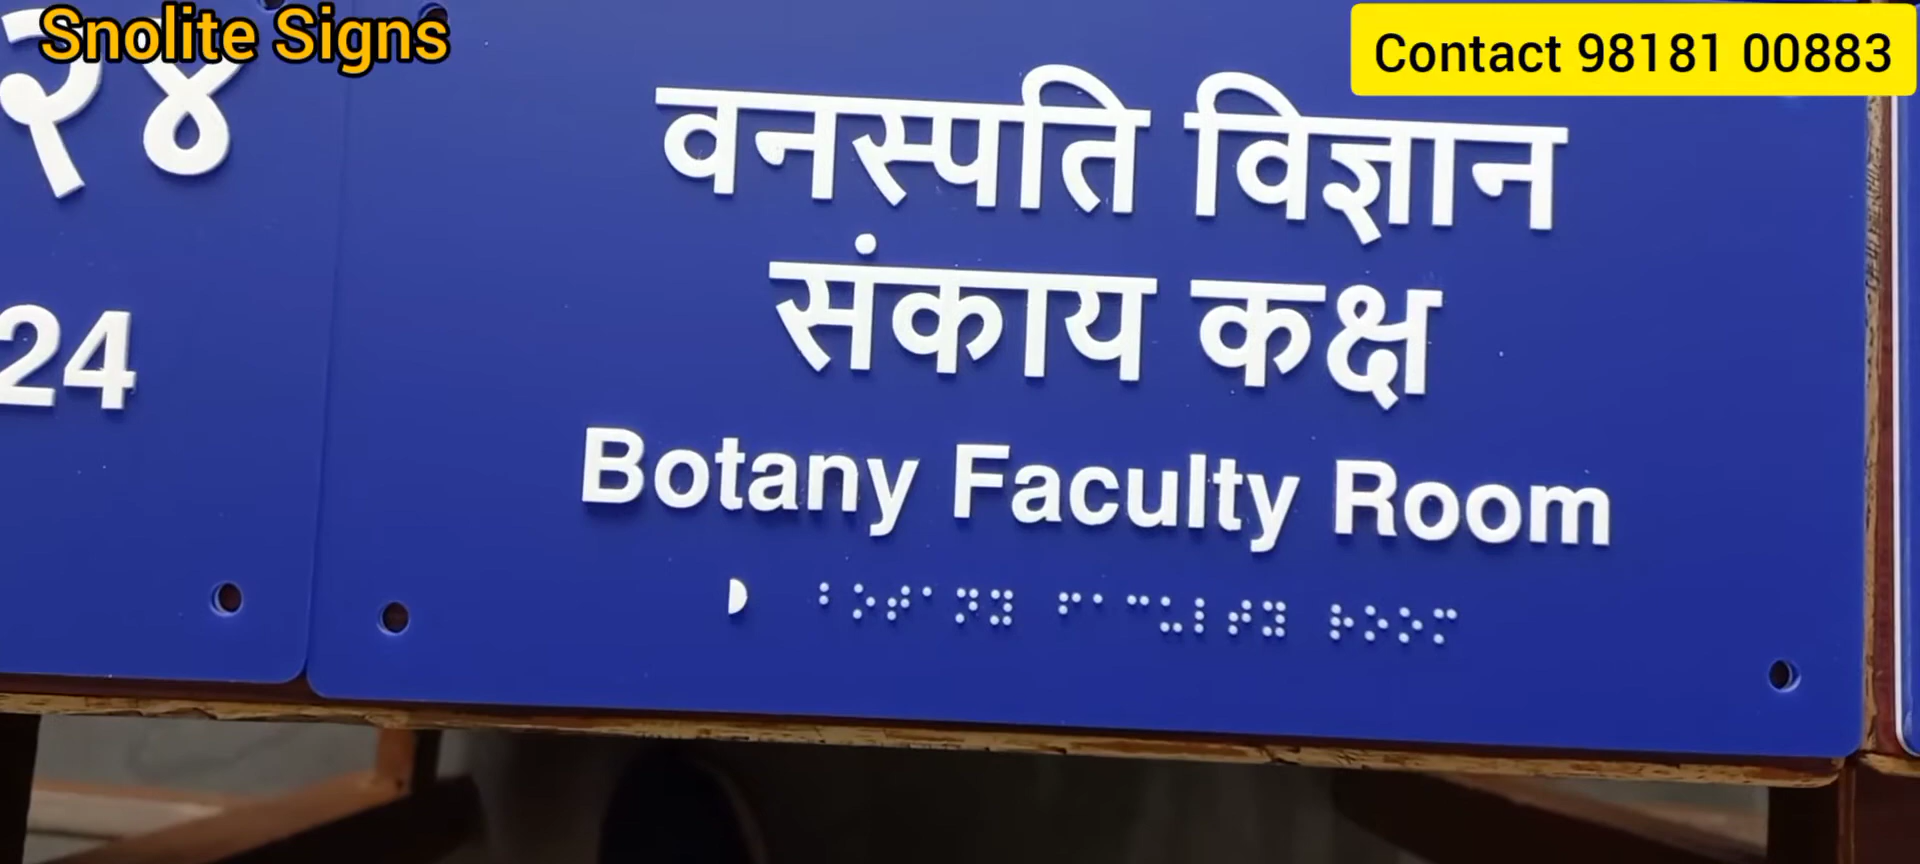 Snolite Signs
Contact 98181 00883
२४
24
वनस्पति विज्ञान
संकाय कक्ष
Botany Faculty Room
⠃⠕⠞⠁⠝⠽ ⠋⠁⠉⠥⠇⠞⠽ ⠗⠕⠕⠍